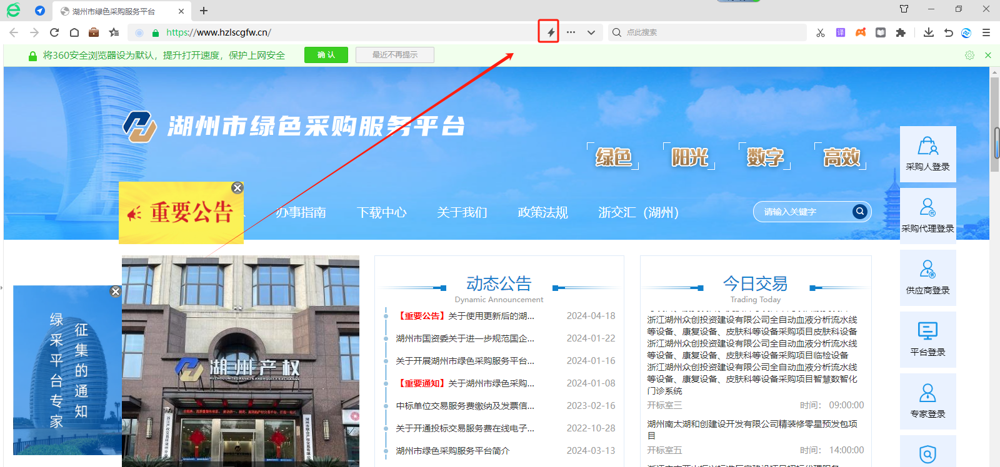 湖州市绿色采购服务平台
https://www.hzlscgfw.cn/
点此搜索
译
将360安全浏览器设为默认，提升打开速度，保护上网安全
确 认
最近不再提示
湖州市绿色采购服务平台
绿色
阳光
数字
高效
重要公告
办事指南
下载中心
关于我们
政策法规
浙交汇（湖州）
请输入关键字
采购人登录
采购代理登录
供应商登录
平台登录
专家登录
绿采平台专家
征集的通知
湖州产权
HUZHOU UNITED ASSETS AND EQUITY EXCHANGE
动态公告
Dynamic Announcement
【重要公告】关于使用更新后的湖... 2024-04-18
湖州市国资委关于进一步规范国企... 2024-01-22
关于开展湖州市绿色采购服务平台... 2024-01-16
【重要通知】关于湖州市绿色采购... 2024-01-08
中标单位交易服务费缴纳及发票信... 2023-02-16
关于开通投标交易服务费在线电子... 2022-10-28
湖州市绿色采购服务平台简介 2024-03-13
今日交易
Trading Today
浙江湖州众创投资建设有限公司全自动血液分析流水线
等设备、康复设备、皮肤科等设备采购项目皮肤科设备
浙江湖州众创投资建设有限公司全自动血液分析流水线
等设备、康复设备、皮肤科等设备采购项目临检设备
浙江湖州众创投资建设有限公司全自动血液分析流水线
等设备、康复设备、皮肤科等设备采购项目智慧数智化
门诊系统
开标室三 时间： 09:00:00
湖州南太湖和创建设开发有限公司精装修零星预发包项
目
开标室五 时间： 14:00:00